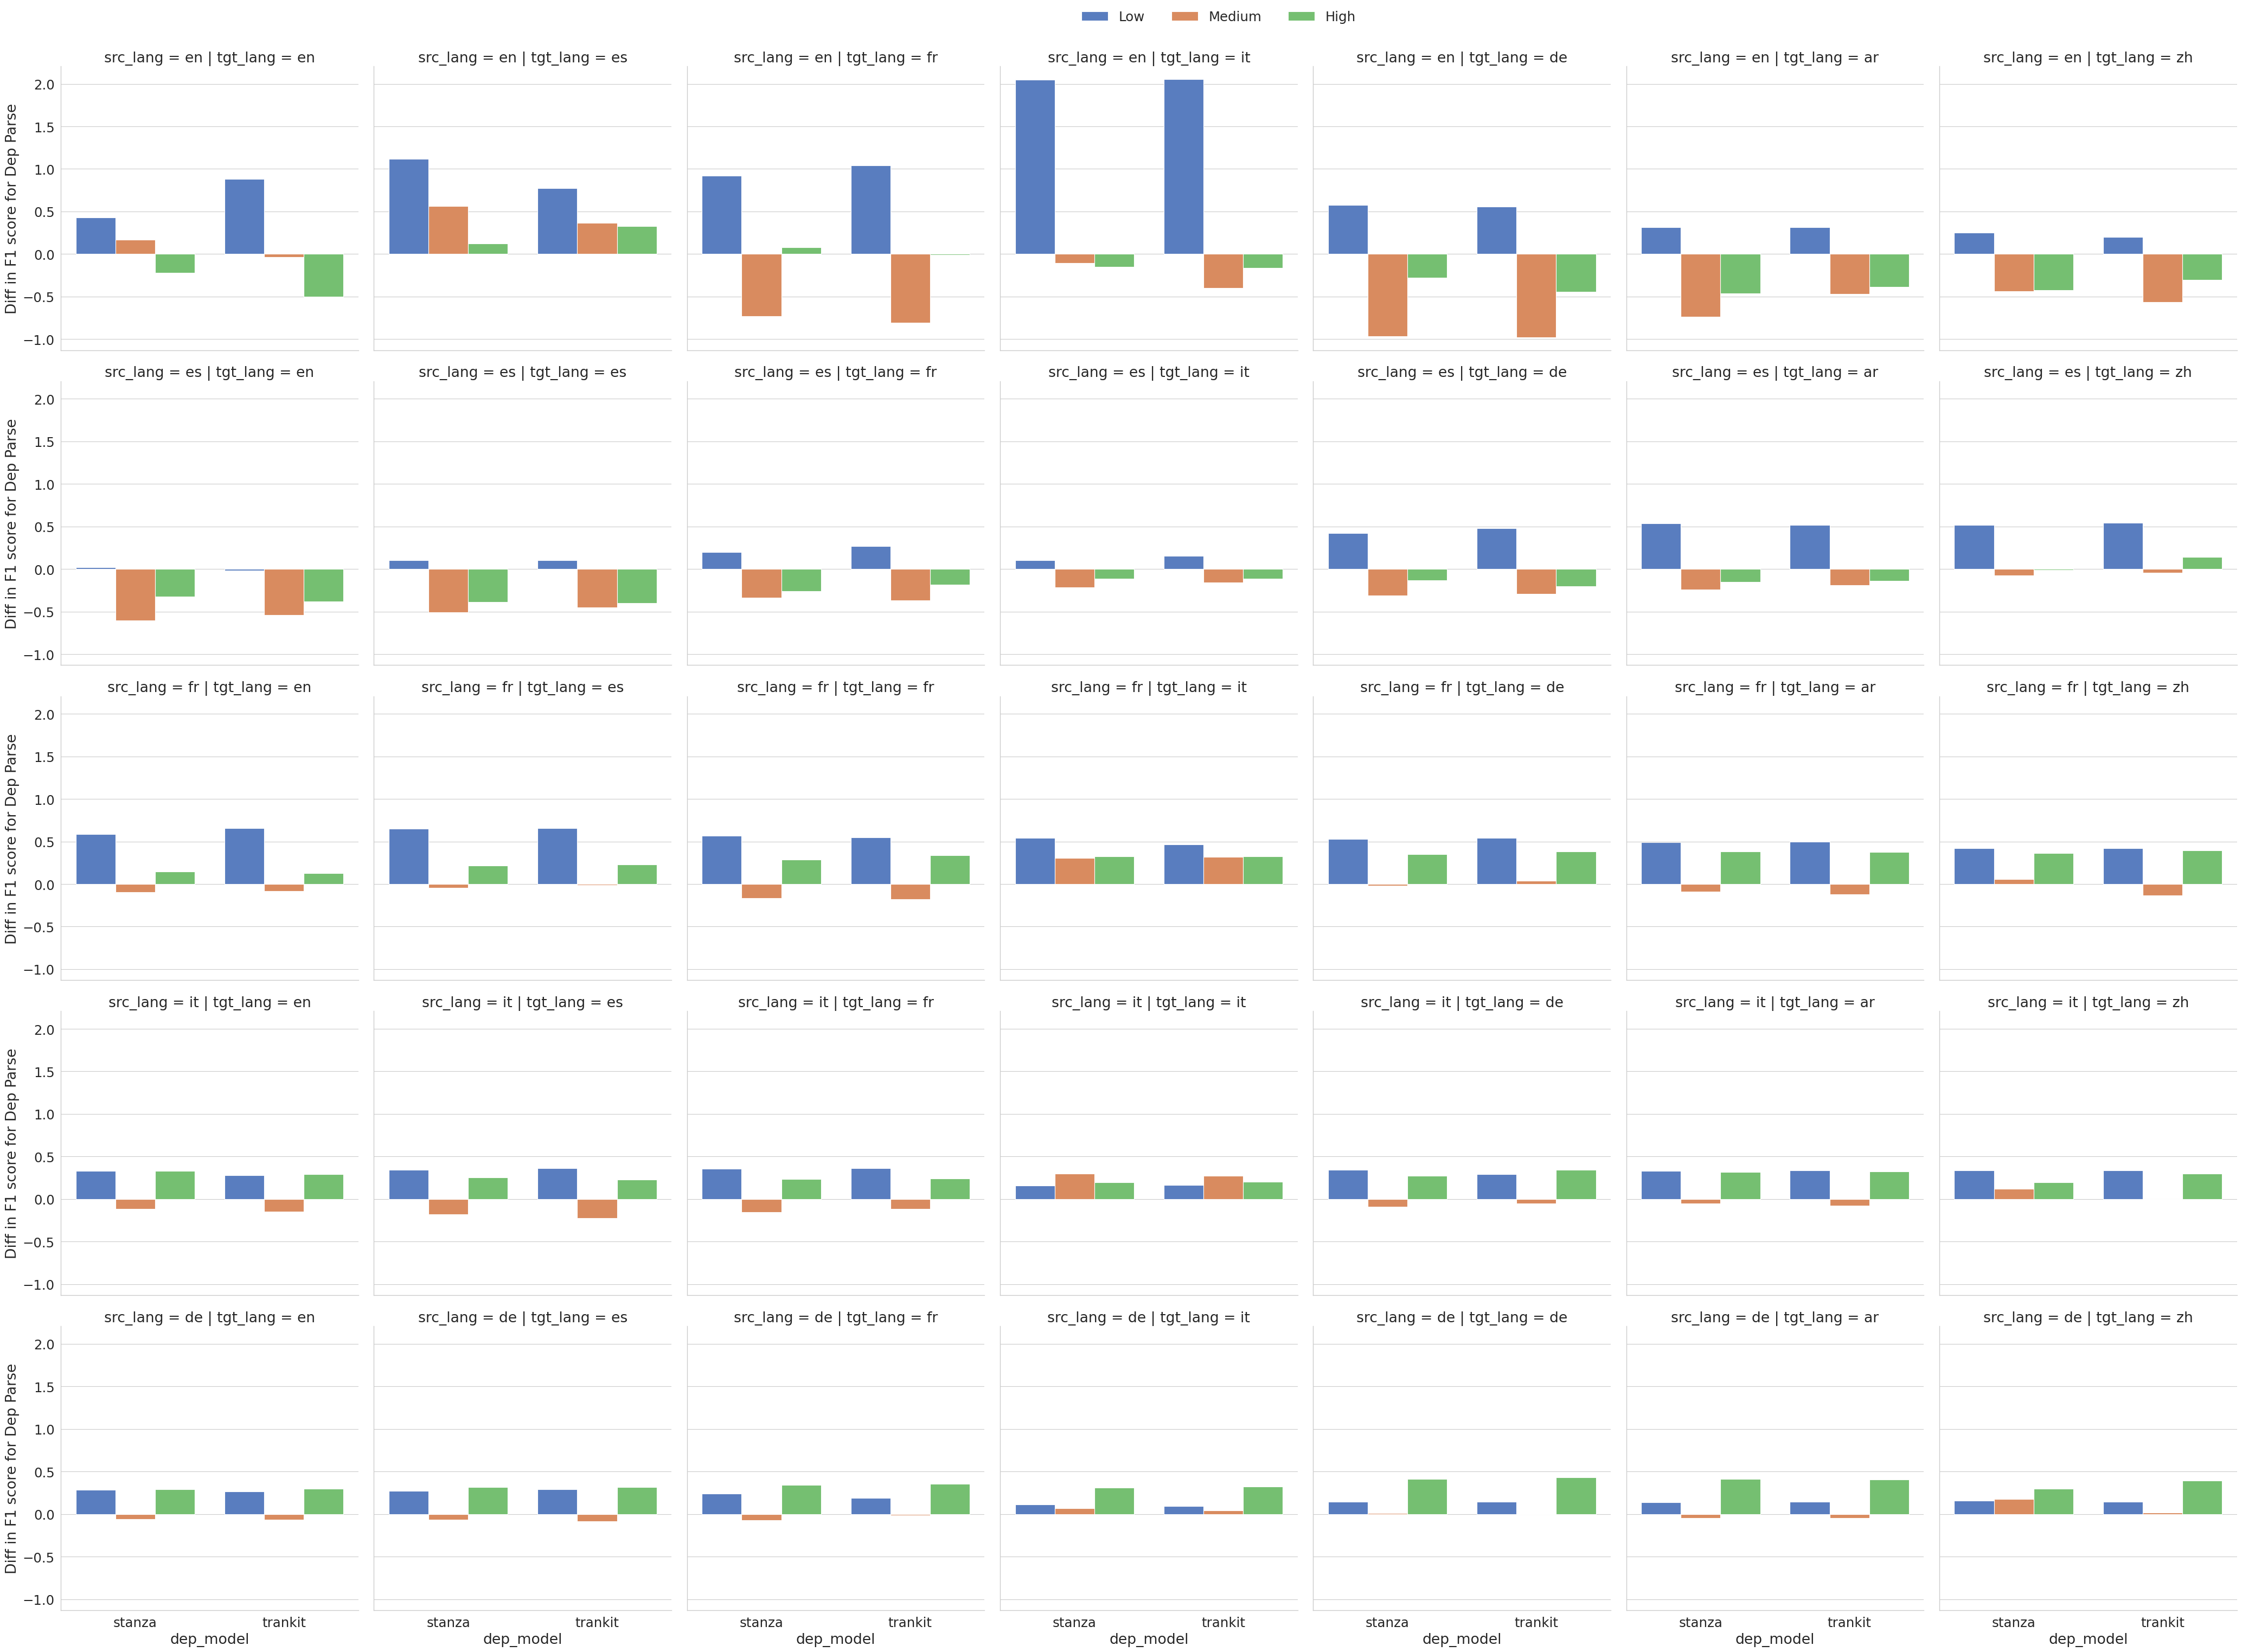 Low Medium High
src_lang = en | tgt_lang = en src_lang = en | tgt_lang = es src_lang = en | tgt_lang = fr src_lang = en | tgt_lang = it src_lang = en | tgt_lang = de src_lang = en | tgt_lang = ar src_lang = en | tgt_lang = zh
Diff in F1 score for Dep Parse
2.0
1.5
1.0
0.5
0.0
−0.5
−1.0
src_lang = es | tgt_lang = en src_lang = es | tgt_lang = es src_lang = es | tgt_lang = fr src_lang = es | tgt_lang = it src_lang = es | tgt_lang = de src_lang = es | tgt_lang = ar src_lang = es | tgt_lang = zh
Diff in F1 score for Dep Parse
2.0
1.5
1.0
0.5
0.0
−0.5
−1.0
src_lang = fr | tgt_lang = en src_lang = fr | tgt_lang = es src_lang = fr | tgt_lang = fr src_lang = fr | tgt_lang = it src_lang = fr | tgt_lang = de src_lang = fr | tgt_lang = ar src_lang = fr | tgt_lang = zh
Diff in F1 score for Dep Parse
2.0
1.5
1.0
0.5
0.0
−0.5
−1.0
src_lang = it | tgt_lang = en src_lang = it | tgt_lang = es src_lang = it | tgt_lang = fr src_lang = it | tgt_lang = it src_lang = it | tgt_lang = de src_lang = it | tgt_lang = ar src_lang = it | tgt_lang = zh
Diff in F1 score for Dep Parse
2.0
1.5
1.0
0.5
0.0
−0.5
−1.0
src_lang = de | tgt_lang = en src_lang = de | tgt_lang = es src_lang = de | tgt_lang = fr src_lang = de | tgt_lang = it src_lang = de | tgt_lang = de src_lang = de | tgt_lang = ar src_lang = de | tgt_lang = zh
Diff in F1 score for Dep Parse
2.0
1.5
1.0
0.5
0.0
−0.5
−1.0
stanza trankit stanza trankit stanza trankit stanza trankit stanza trankit stanza trankit stanza trankit
dep_model dep_model dep_model dep_model dep_model dep_model dep_model